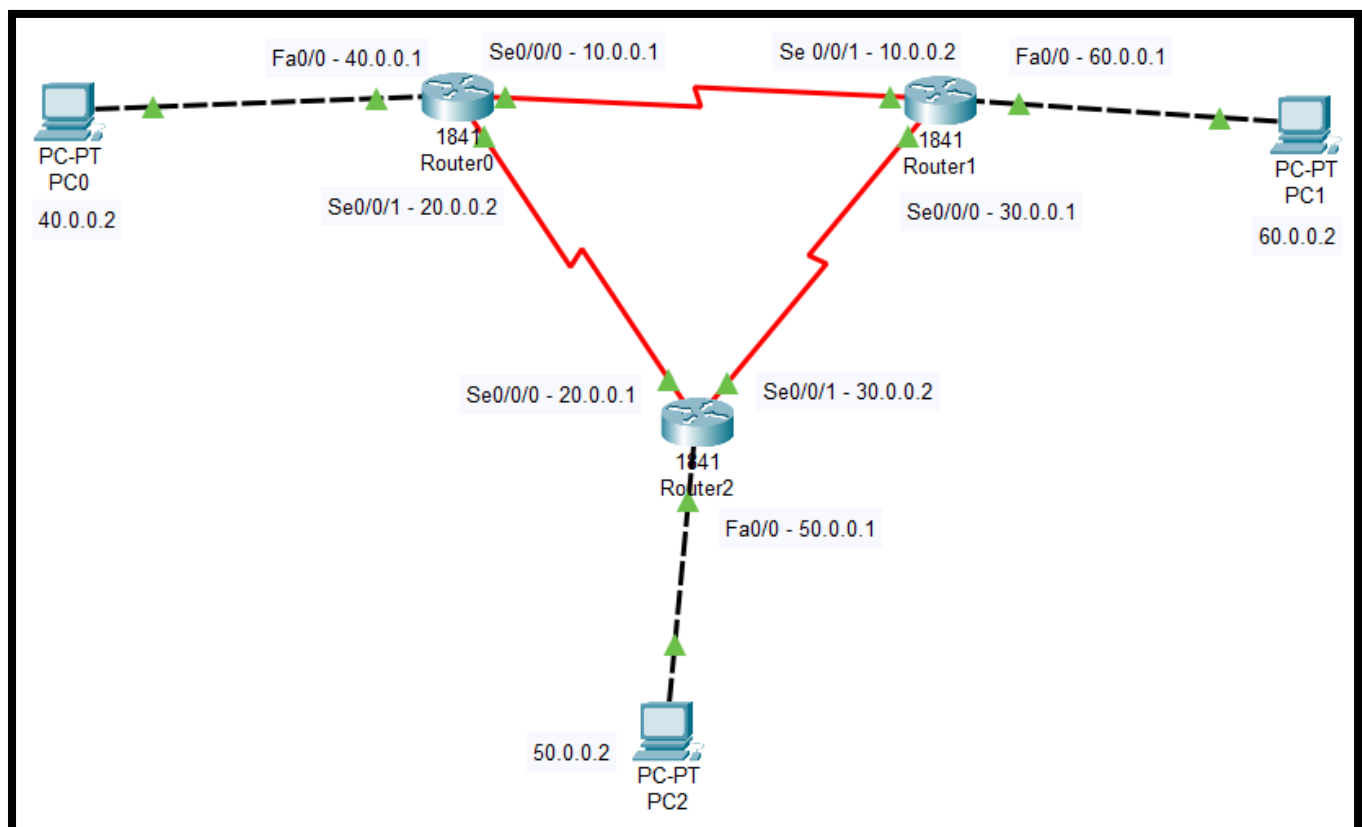 Fa0/0 - 40.0.0.1
Se0/0/0 - 10.0.0.1
Se 0/0/1 - 10.0.0.2
Fa0/0 - 60.0.0.1
PC-PT
PC0
40.0.0.2
1841
Router0
Se0/0/1 - 20.0.0.2
1841
Router1
Se0/0/0 - 30.0.0.1
PC-PT
PC1
60.0.0.2
Se0/0/0 - 20.0.0.1
Se0/0/1 - 30.0.0.2
1841
Router2
Fa0/0 - 50.0.0.1
50.0.0.2
PC-PT
PC2